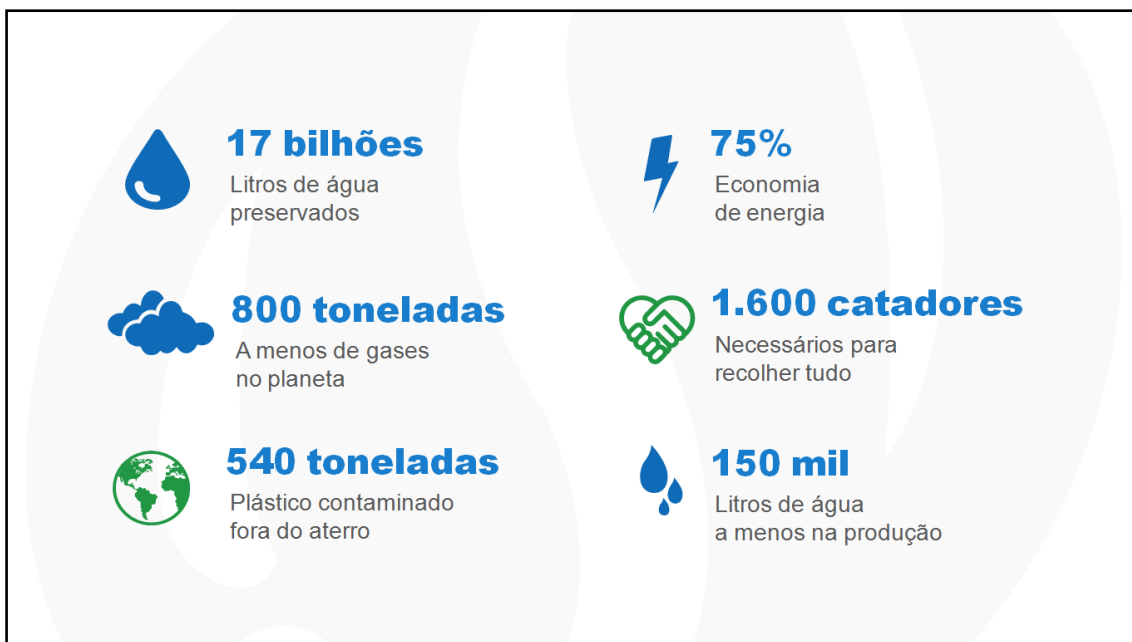 17 bilhões
Litros de água
preservados
75%
Economia
de energia
800 toneladas
A menos de gases
no planeta
1.600 catadores
Necessários para
recolher tudo
540 toneladas
Plástico contaminado
fora do aterro
150 mil
Litros de água
a menos na produção